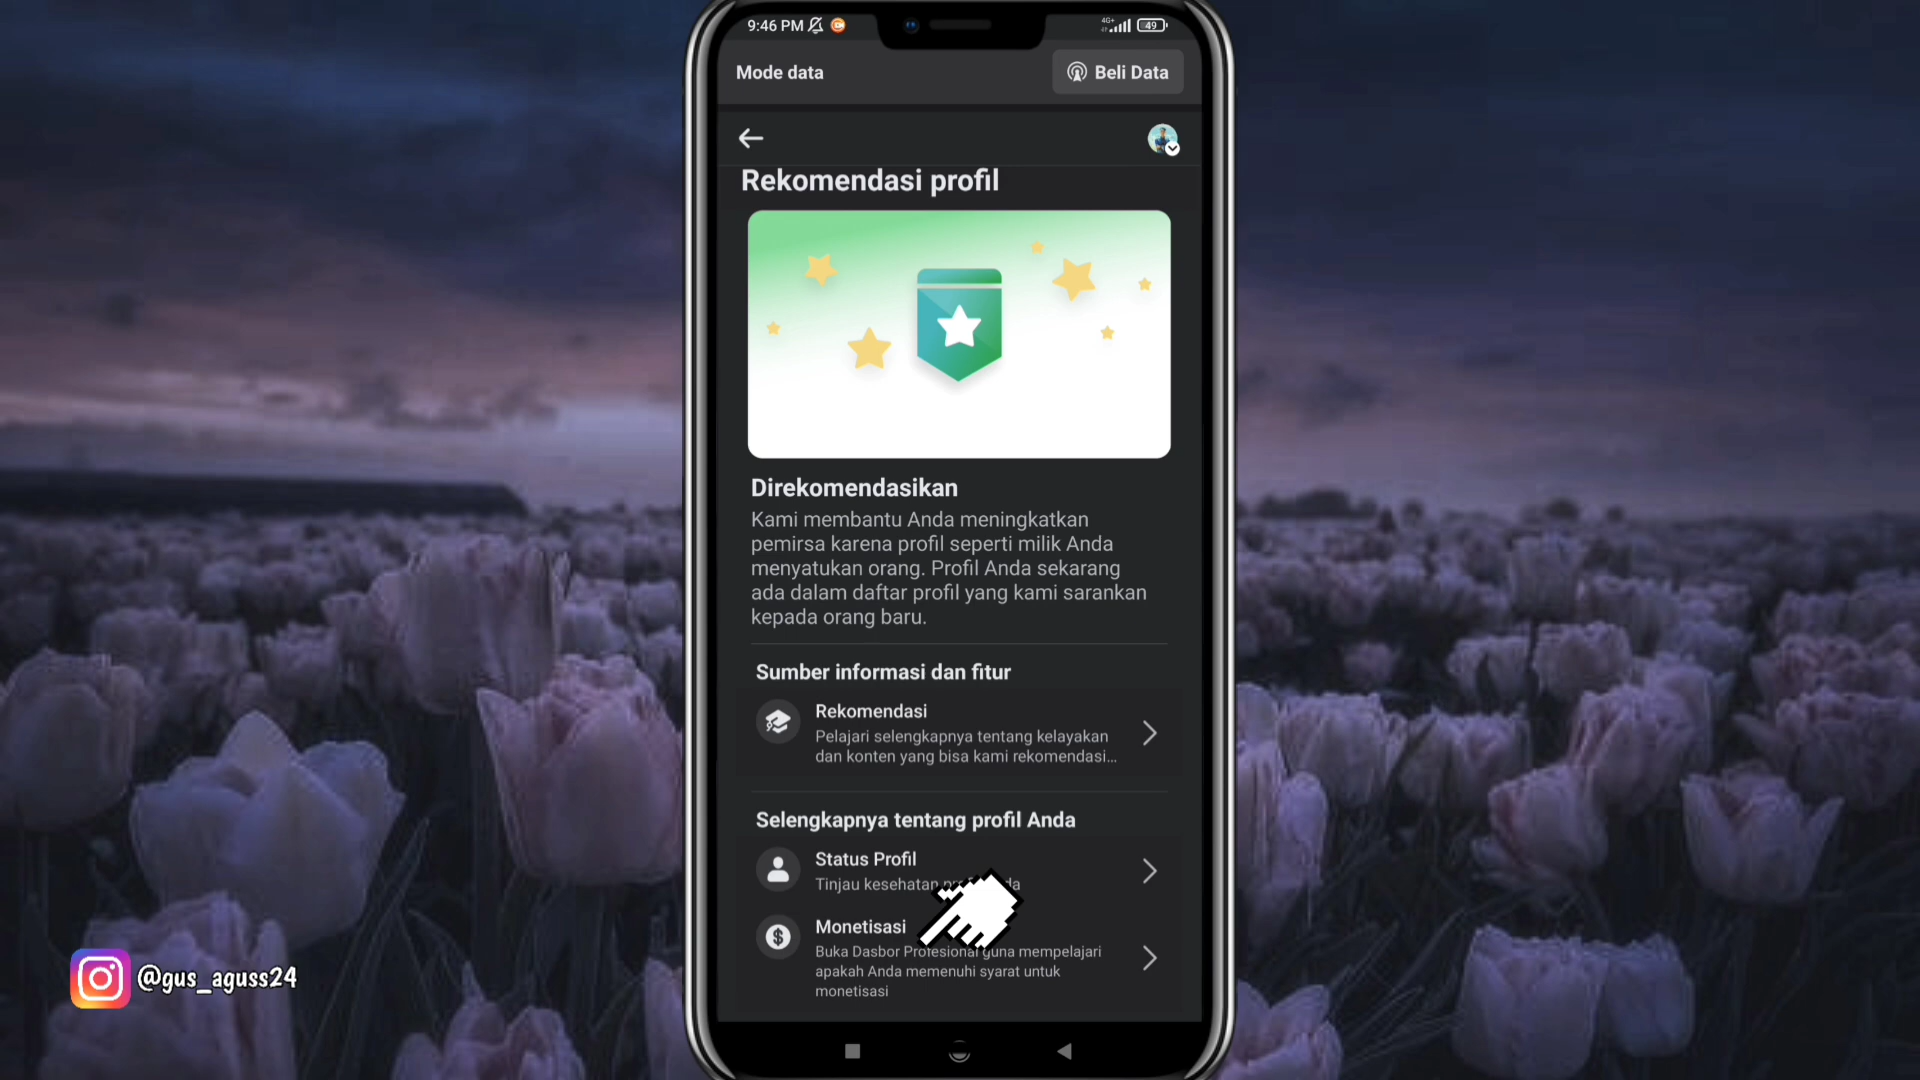 9:46 PM
4G+
49
Mode data
Beli Data
Rekomendasi profil
Direkomendasikan
Kami membantu Anda meningkatkan
pemirsa karena profil seperti milik Anda
menyatukan orang. Profil Anda sekarang
ada dalam daftar profil yang kami sarankan
kepada orang baru.
Sumber informasi dan fitur
Rekomendasi
Pelajari selengkapnya tentang kelayakan
dan konten yang bisa kami rekomendasi...
Selengkapnya tentang profil Anda
Status Profil
Tinjau kesehatan
Monetisasi
Buka Dasbor Profesional guna mempelajari
apakah Anda memenuhi syarat untuk
monetisasi
@gus_aguss24